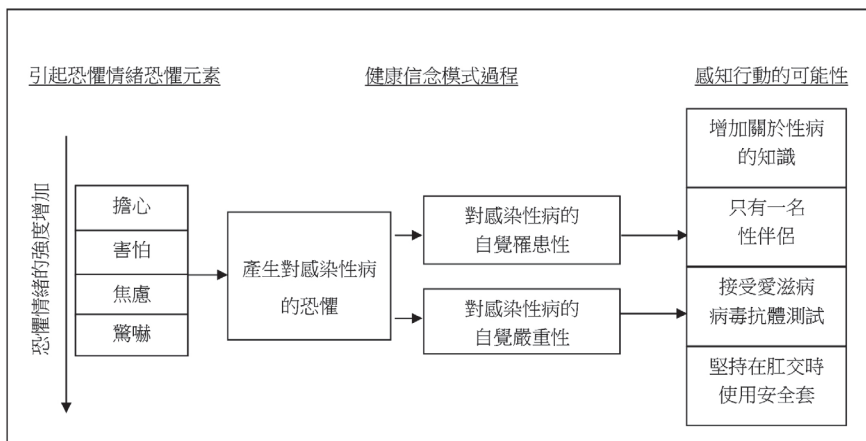 引起恐懼情緒恐懼元素
健康信念模式過程
感知行動的可能性
恐懼情緒的強度增加
擔心
害怕
焦慮
驚嚇
產生對感染性病
的恐懼
對感染性病的
自覺罹患性
對感染性病的
自覺嚴重性
增加關於性病
的知識
只有一名
性伴侶
接受愛滋病
病毒抗體測試
堅持在肛交時
使用安全套